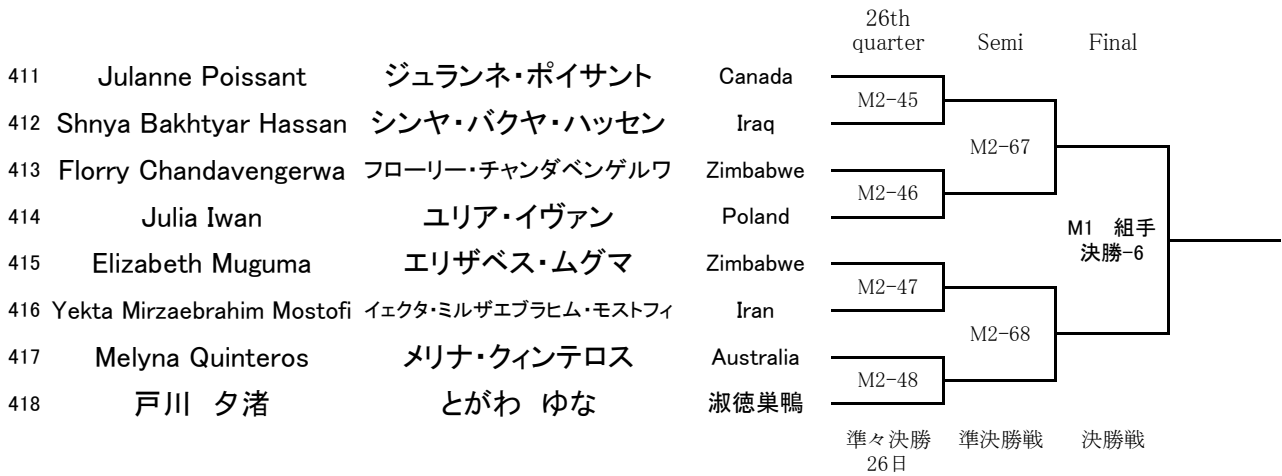 26th
quarter
Semi
Final
411 Julanne Poissant ジュランネ・ポイサント Canada
M2-45
412 Shnya Bakhtyar Hassan シンヤ・バクヤ・ハッセン Iraq
M2-67
413 Florry Chandavengerwa フローリー・チャンダベンゲルワ Zimbabwe
M2-46
414 Julia Iwan ユリア・イヴァン Poland
M1 組手
決勝-6
415 Elizabeth Muguma エリザベス・ムグマ Zimbabwe
M2-47
416 Yekta Mirzaebrahim Mostofi イェクタ・ミルザエブラヒム・モストフィ Iran
M2-68
417 Melyna Quinteros メリナ・クィンテロス Australia
M2-48
418 戸川 夕渚 とがわ ゆな 淑徳巣鴨
準々決勝
26日
準決勝戦
決勝戦